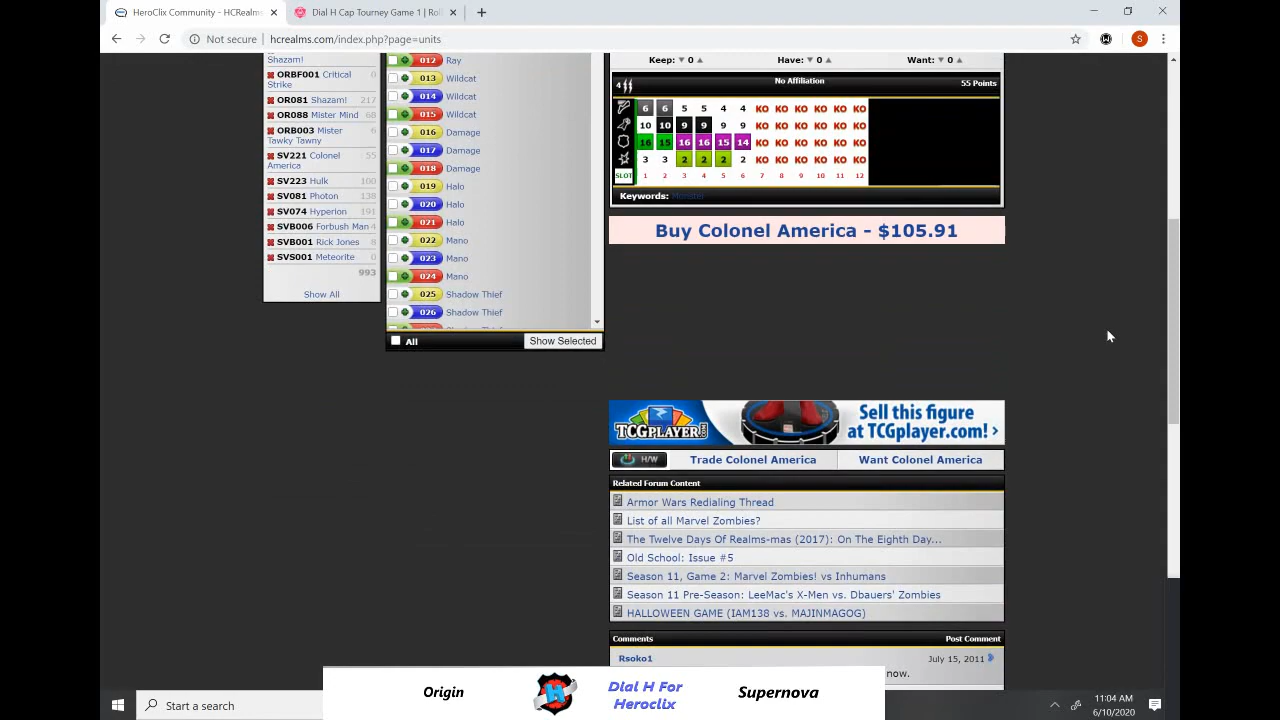 HeroClix Community - HCRealm
Dial H Cap Tourney Game 1 | Rol
Not secure
hcrealms.com/index.php?page=units
S
Shazam!
ORBF001 Critical Strike 0
OR081 Shazam! 217
OR088 Mister Mind 68
ORB003 Mister Tawky Tawny 6
SV221 Colonel America 55
SV223 Hulk 100
SV081 Photon 138
SV074 Hyperion 191
SVB006 Forbush Man 4
SVB001 Rick Jones 8
SVS001 Meteorite 0
993
Show All
012 Ray
013 Wildcat
014 Wildcat
015 Wildcat
016 Damage
017 Damage
018 Damage
019 Halo
020 Halo
021 Halo
022 Mano
023 Mano
024 Mano
025 Shadow Thief
026 Shadow Thief
All
Show Selected
Keep: 0 Have: 0 Want: 0
4 No Affiliation 55 Points
6 6 5 5 4 4 KO KO KO KO KO KO
10 10 9 9 9 9 KO KO KO KO KO KO
16 15 16 16 15 14 KO KO KO KO KO KO
3 3 2 2 2 2 KO KO KO KO KO KO
SLOT 1 2 3 4 5 6 7 8 9 10 11 12
Keywords: Monster
Buy Colonel America - $105.91
TCGPLAYER.COM
Sell this figure
at TCGplayer.com! ›
H/W Trade Colonel America Want Colonel America
Related Forum Content
Armor Wars Redialing Thread
List of all Marvel Zombies?
The Twelve Days Of Realms-mas (2017): On The Eighth Day...
Old School: Issue #5
Season 11, Game 2: Marvel Zombies! vs Inhumans
Season 11 Pre-Season: LeeMac's X-Men vs. Dbauers' Zombies
HALLOWEEN GAME (IAM138 vs. MAJINMAGOG)
Comments Post Comment
Rsoko1 July 15, 2011
now.
Origin
H
Dial H For
Heroclix
Supernova
Start a search
11:04 AM
6/10/2020